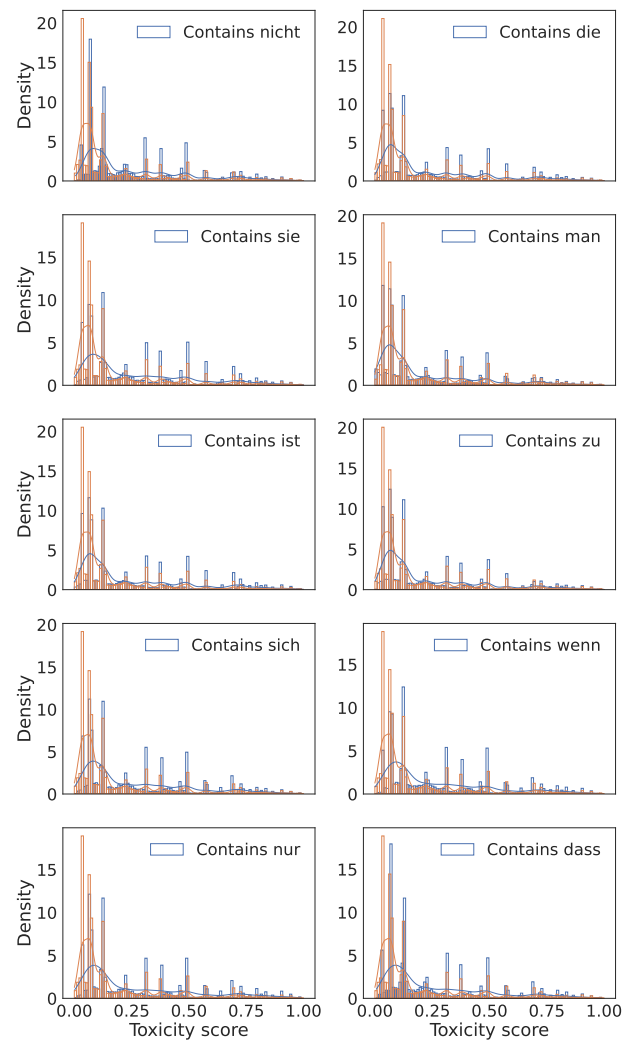 Contains nicht
Contains die
Density
20
15
10
5
0
20
15
10
5
0
Contains sie
Contains man
Density
15
10
5
0
20
15
10
5
0
Contains ist
Contains zu
Density
20
15
10
5
0
20
15
10
5
0
Contains sich
Contains wenn
Density
20
15
10
5
0
15
10
5
0
Contains nur
Contains dass
Density
15
10
5
0
15
10
5
0
0.00 0.25 0.50 0.75 1.00
0.00 0.25 0.50 0.75 1.00
Toxicity score
Toxicity score